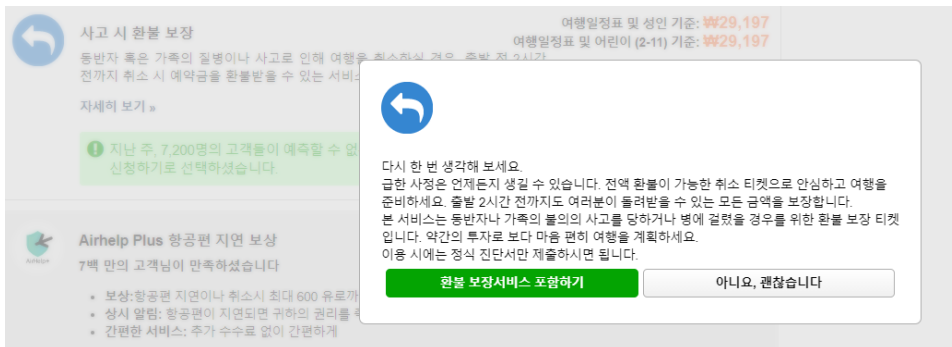 사고 시 환불 보장
여행일정표 및 성인 기준: ₩29,197
여행일정표 및 어린이 (2-11) 기준: ₩29,197
동반자 혹은 가족의 질병이나 사고로 인해 여행을 취소하실 경우, 출발 전 2시간
전까지 취소 시 예약금을 환불받을 수 있는 서비스
자세히 보기 »
지난 주, 7,200명의 고객들이 예측할 수 없
신청하기로 선택하셨습니다.
다시 한 번 생각해 보세요.
급한 사정은 언제든지 생길 수 있습니다. 전액 환불이 가능한 취소 티켓으로 안심하고 여행을
준비하세요. 출발 2시간 전까지도 여러분이 돌려받을 수 있는 모든 금액을 보장합니다.
본 서비스는 동반자나 가족의 불의의 사고를 당하거나 병에 걸렸을 경우를 위한 환불 보장 티켓
입니다. 약간의 투자로 보다 마음 편히 여행을 계획하세요.
이용 시에는 정식 진단서만 제출하시면 됩니다.
환불 보장서비스 포함하기
아니요, 괜찮습니다
AirHelp
Airhelp Plus 항공편 지연 보상
7백 만의 고객님이 만족하셨습니다
• 보상:항공편 지연이나 취소시 최대 600 유로까
• 상시 알림: 항공편이 지연되면 귀하의 권리를
• 간편한 서비스: 추가 수수료 없이 간편하게